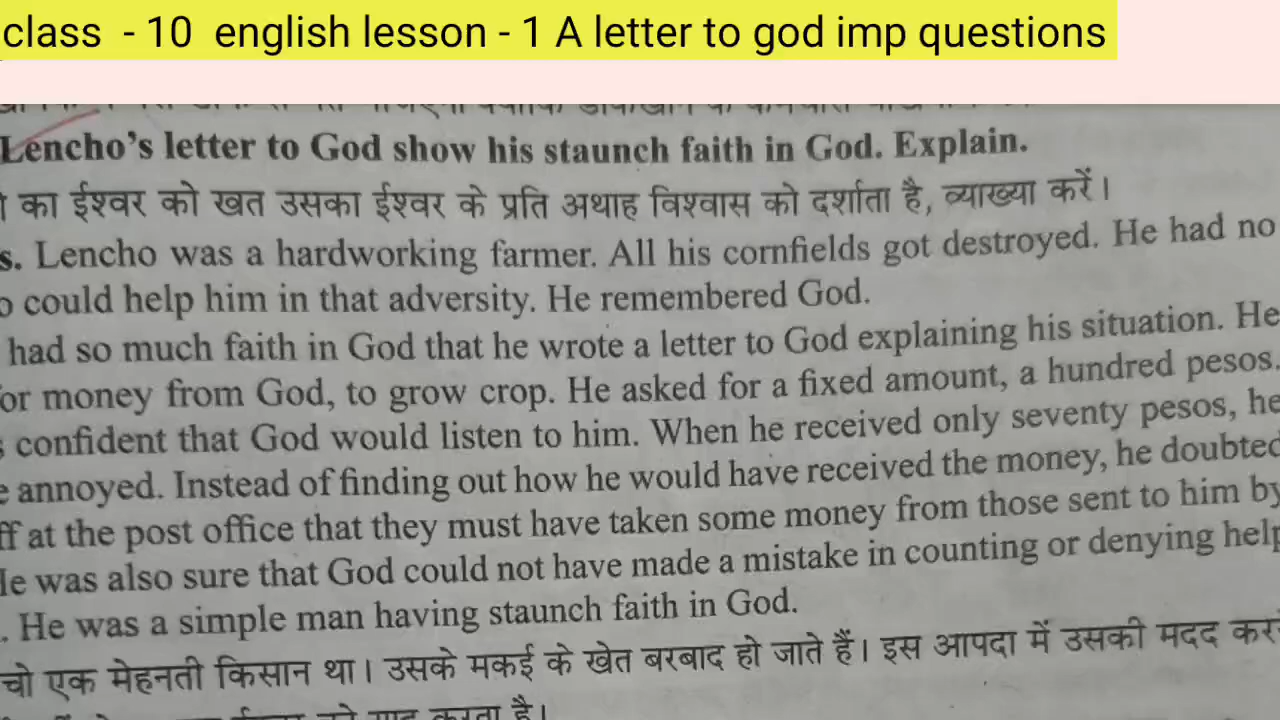 class - 10 english lesson - 1 A letter to god imp questions
Lencho's letter to God show his staunch faith in God. Explain.
का ईश्वर को खत उसका ईश्वर के प्रति अथाह विश्वास को दर्शाता है, व्याख्या करें।
s. Lencho was a hardworking farmer. All his cornfields got destroyed. He had no
o could help him in that adversity. He remembered God.
had so much faith in God that he wrote a letter to God explaining his situation. He
for money from God, to grow crop. He asked for a fixed amount, a hundred pesos.
s confident that God would listen to him. When he received only seventy pesos, he
e annoyed. Instead of finding out how he would have received the money, he doubted
ff at the post office that they must have taken some money from those sent to him by
He was also sure that God could not have made a mistake in counting or denying help
. He was a simple man having staunch faith in God.
चो एक मेहनती किसान था। उसके मकई के खेत बरबाद हो जाते हैं। इस आपदा में उसकी मदद कर
करता है।